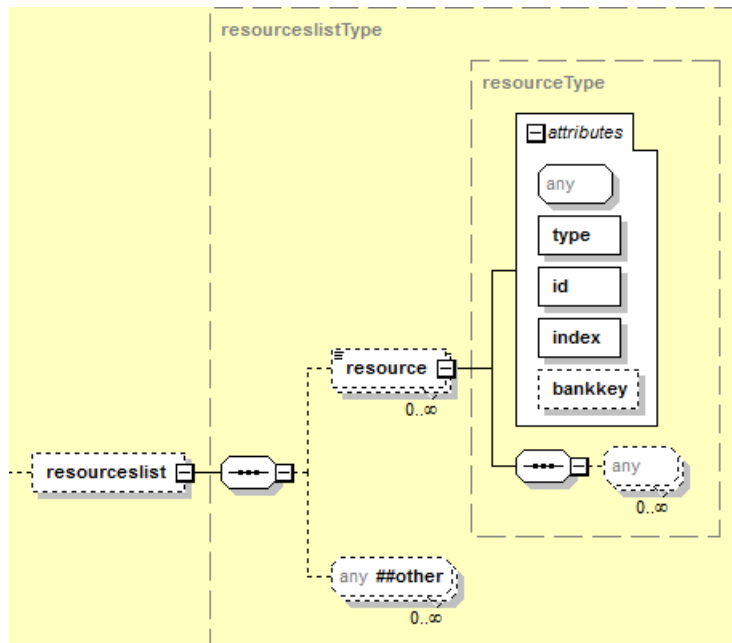 resourceslistType
resourceType
attributes
any
type
id
index
bankkey
resource
0..∞
resourceslist
any
0..∞
any ##other
0..∞